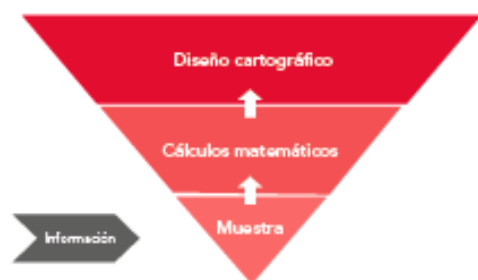 Diseño cartográfico
Cálculos matemáticos
Muestra
Información